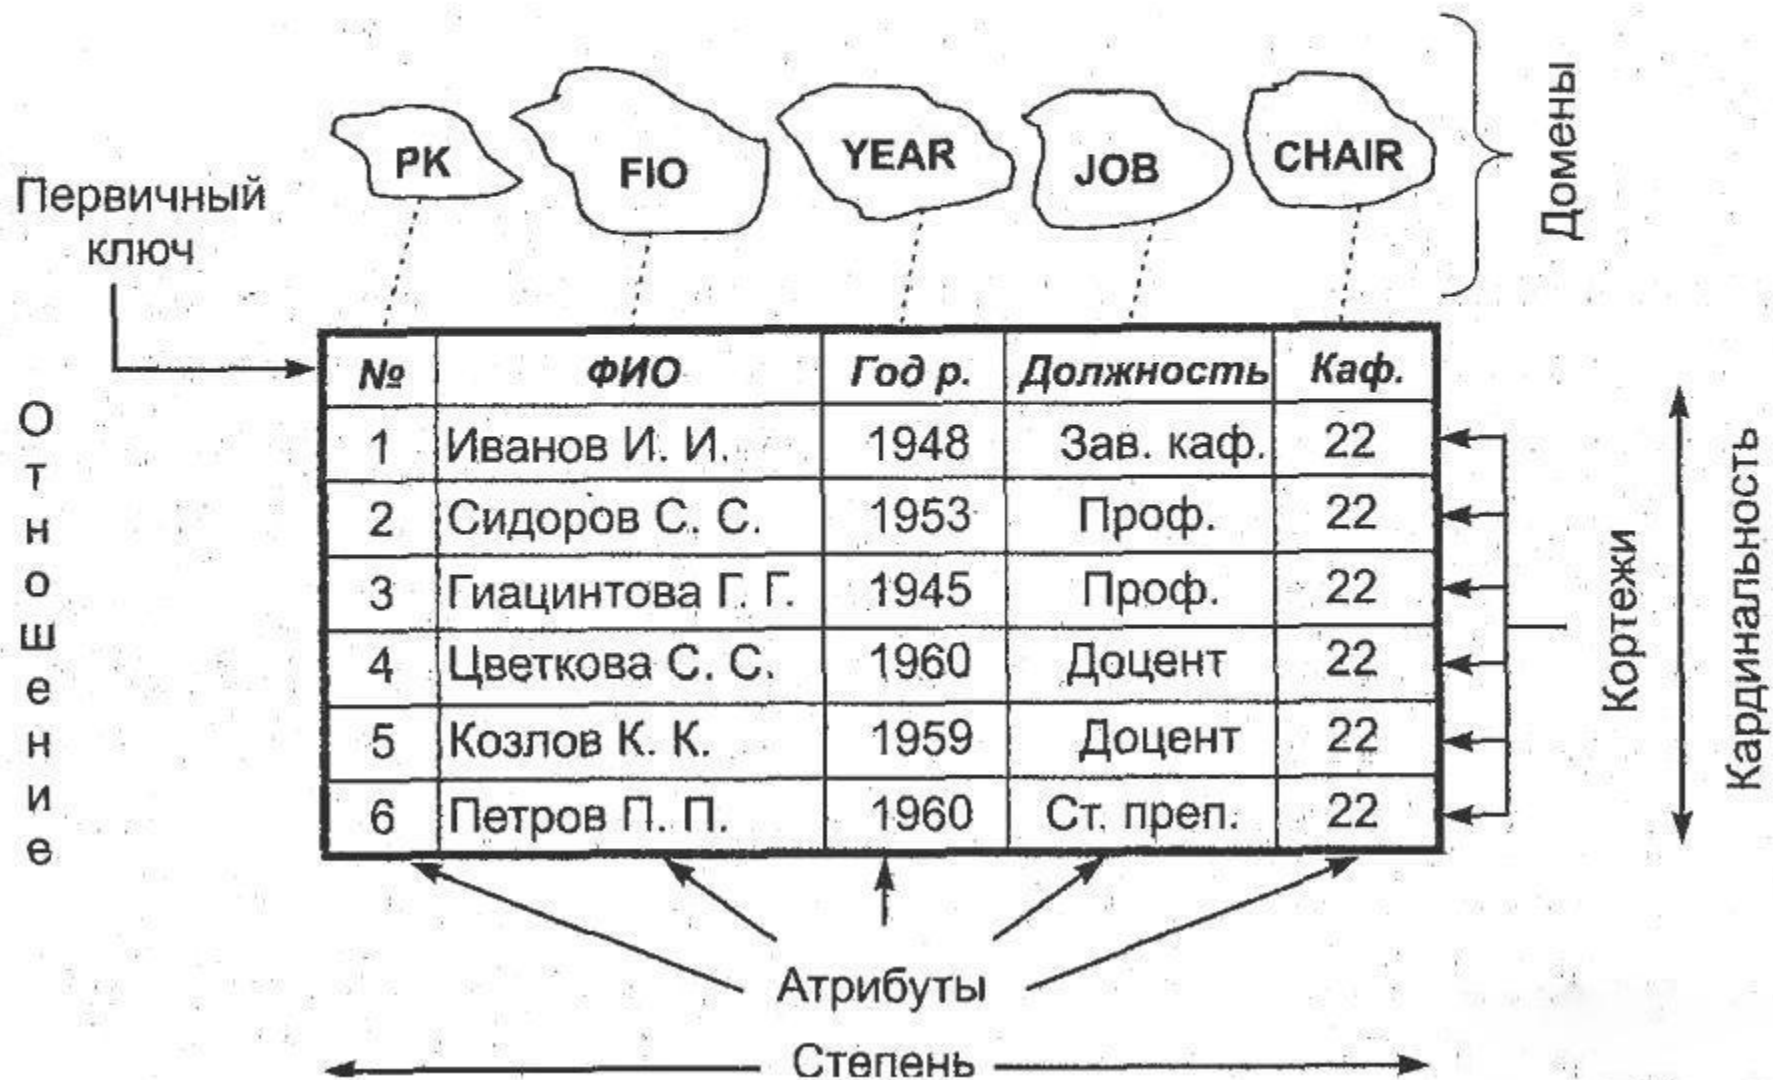 PK
FIO
YEAR
JOB
CHAIR
Домены
Первичный
ключ
Отношение
№ ФИО Год р. Должность Каф.
1 Иванов И. И. 1948 Зав. каф. 22
2 Сидоров С. С. 1953 Проф. 22
3 Гиацинтова Г. Г. 1945 Проф. 22
4 Цветкова С. С. 1960 Доцент 22
5 Козлов К. К. 1959 Доцент 22
6 Петров П. П. 1960 Ст. преп. 22
Кортежи
Кардинальность
Атрибуты
Степень